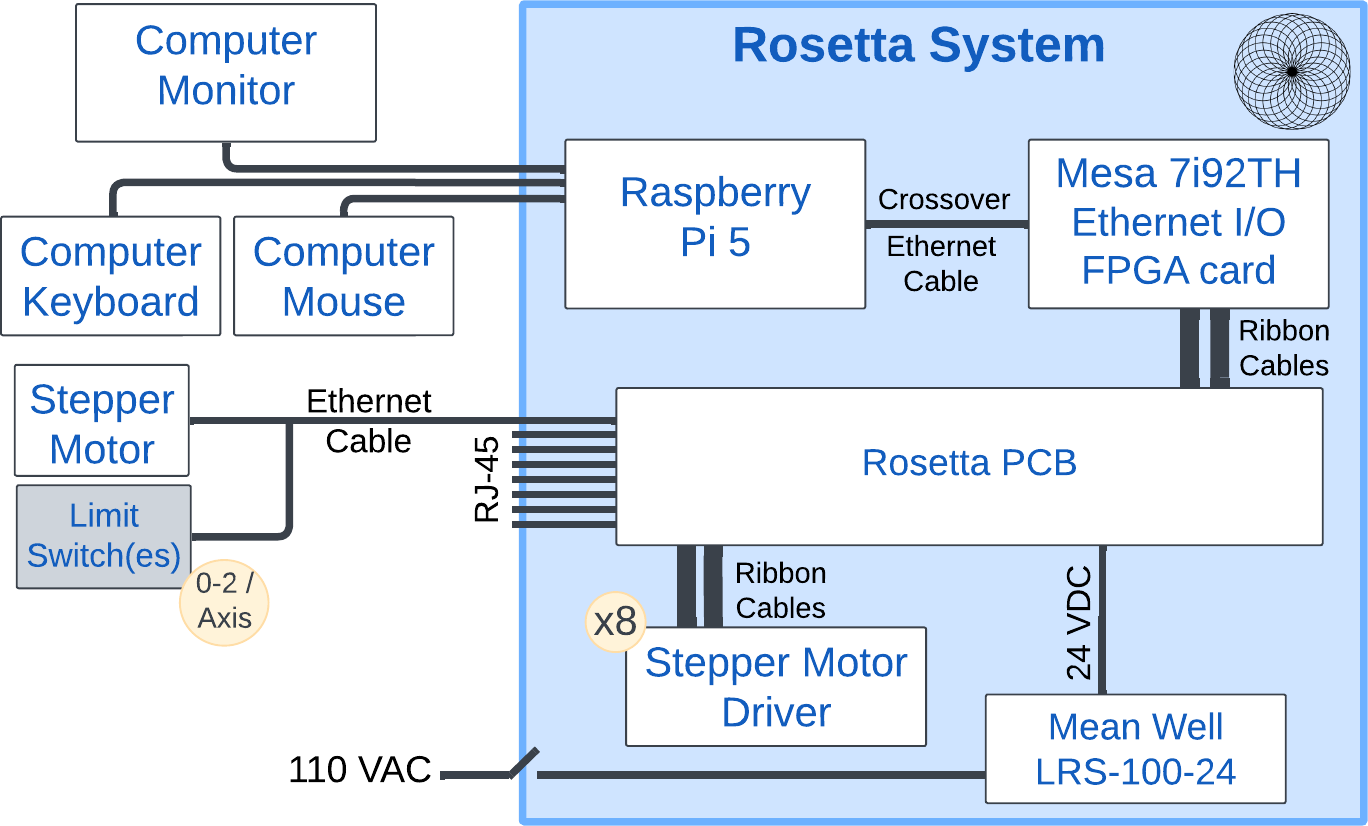 Computer
Monitor
Rosetta System
Computer
Keyboard
Computer
Mouse
Raspberry
Pi 5
Crossover
Ethernet
Cable
Mesa 7i92TH
Ethernet I/O
FPGA card
Ribbon
Cables
Stepper
Motor
Ethernet
Cable
RJ-45
Rosetta PCB
Limit
Switch(es)
0-2 /
Axis
x8
Ribbon
Cables
Stepper Motor
Driver
24 VDC
Mean Well
LRS-100-24
110 VAC